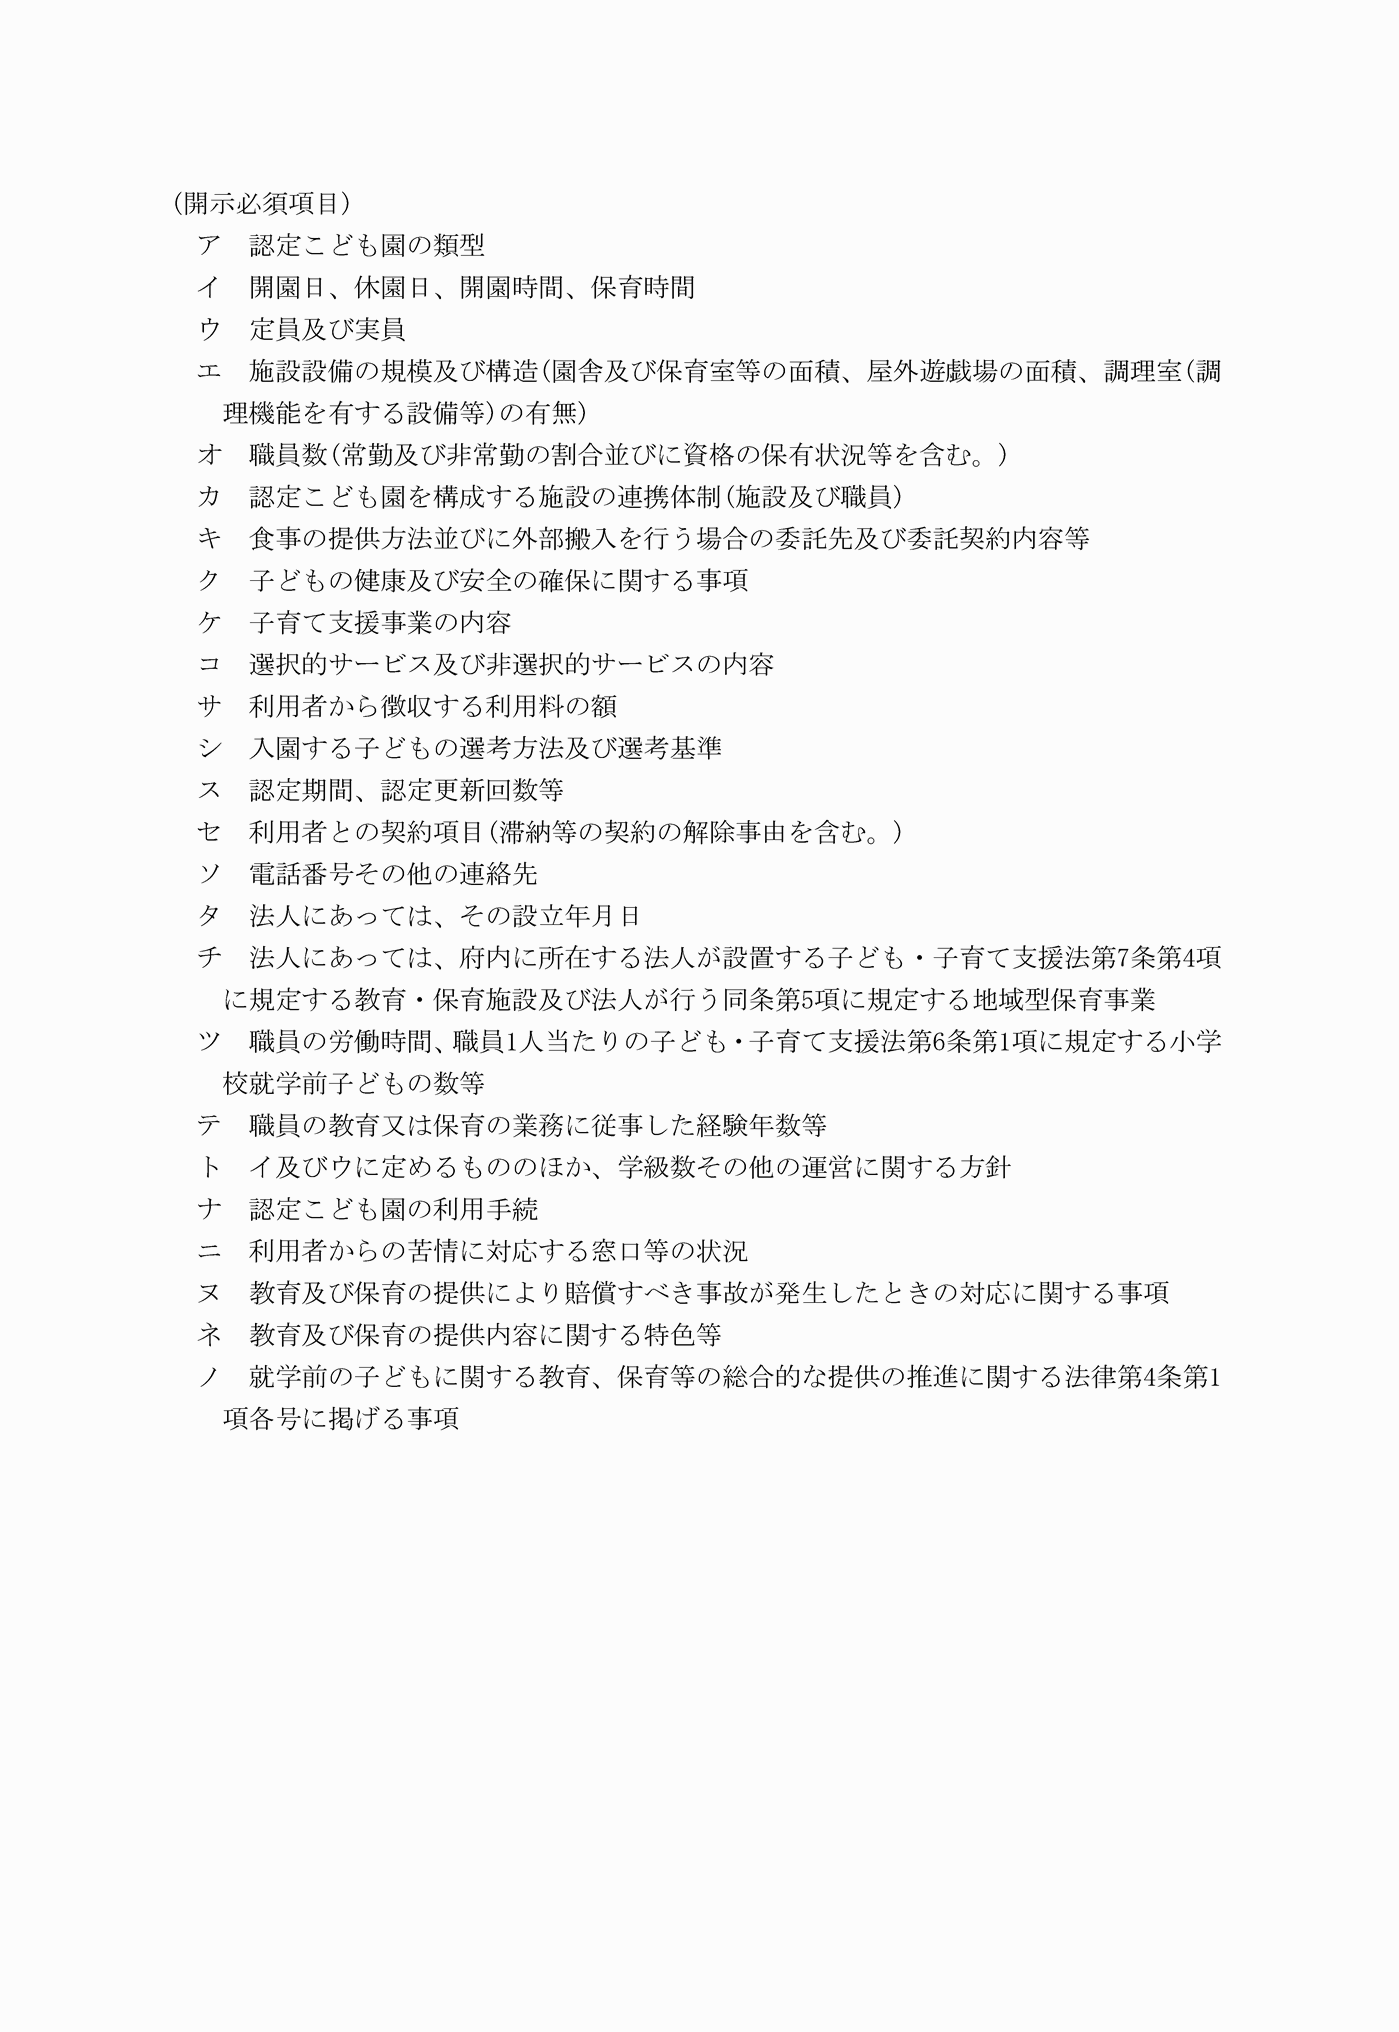 （開示必須項目）
ア　認定こども園の類型
イ　開園日、休園日、開園時間、保育時間
ウ　定員及び実員
エ　施設設備の規模及び構造(園舎及び保育室等の面積、屋外遊戯場の面積、調理室(調
理機能を有する設備等)の有無)
オ　職員数(常勤及び非常勤の割合並びに資格の保有状況等を含む。)
カ　認定こども園を構成する施設の連携体制(施設及び職員)
キ　食事の提供方法並びに外部搬入を行う場合の委託先及び委託契約内容等
ク　子どもの健康及び安全の確保に関する事項
ケ　子育て支援事業の内容
コ　選択的サービス及び非選択的サービスの内容
サ　利用者から徴収する利用料の額
シ　入園する子どもの選考方法及び選考基準
ス　認定期間、認定更新回数等
セ　利用者との契約項目(滞納等の契約の解除事由を含む。)
ソ　電話番号その他の連絡先
タ　法人にあっては、その設立年月日
チ　法人にあっては、府内に所在する法人が設置する子ども・子育て支援法第7条第4項
に規定する教育・保育施設及び法人が行う同条第5項に規定する地域型保育事業
ツ　職員の労働時間、職員1人当たりの子ども・子育て支援法第6条第1項に規定する小学
校就学前子どもの数等
テ　職員の教育又は保育の業務に従事した経験年数等
ト　イ及びウに定めるもののほか、学級数その他の運営に関する方針
ナ　認定こども園の利用手続
ニ　利用者からの苦情に対応する窓口等の状況
ヌ　教育及び保育の提供により賠償すべき事故が発生したときの対応に関する事項
ネ　教育及び保育の提供内容に関する特色等
ノ　就学前の子どもに関する教育、保育等の総合的な提供の推進に関する法律第4条第1
項各号に掲げる事項